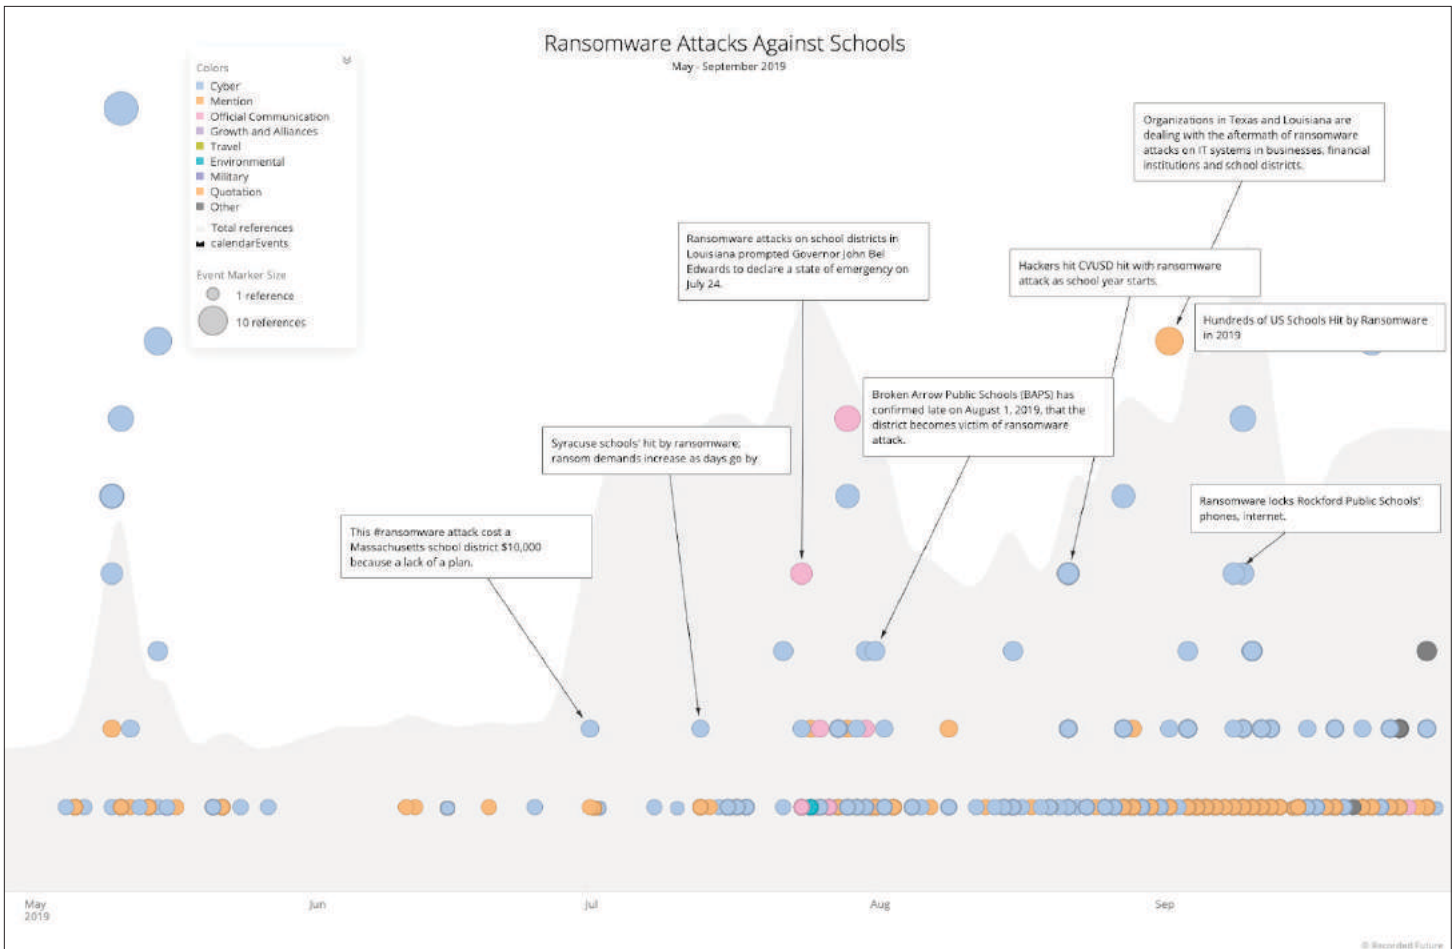 Ransomware Attacks Against Schools
May - September 2019
Colors
Cyber
Mention
Official Communication
Growth and Alliances
Travel
Environmental
Military
Quotation
Other
Total references
calendarEvents
Event Marker Size
1 reference
10 references
Organizations in Texas and Louisiana are
dealing with the aftermath of ransomware
attacks on IT systems in businesses, financial
institutions and school districts.
Ransomware attacks on school districts in
Louisiana prompted Governor John Bel
Edwards to declare a state of emergency on
July 24.
Hackers hit CVUSD hit with ransomware
attack as school year starts.
Hundreds of US Schools Hit by Ransomware
in 2019
Broken Arrow Public Schools (BAPS) has
confirmed late on August 1, 2019, that the
district becomes victim of ransomware
attack.
Syracuse schools' hit by ransomware;
ransom demands increase as days go by
Ransomware locks Rockford Public Schools'
phones, internet.
This #ransomware attack cost a
Massachusetts school district $10,000
because a lack of a plan.
May
2019
Jun
Jul
Aug
Sep
© Recorded Future